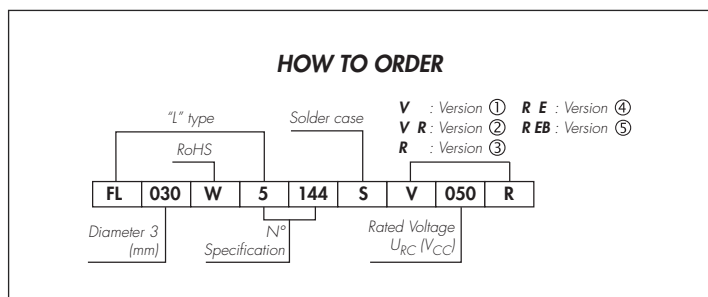 HOW TO ORDER
"L" type
Solder case
V : Version ① R E : Version ④
V R : Version ② R EB : Version ⑤
R : Version ③
RoHS
FL 030 W 5 144 S V 050 R
Diameter 3
(mm)
N°
Specification
Rated Voltage
URC (VCC)